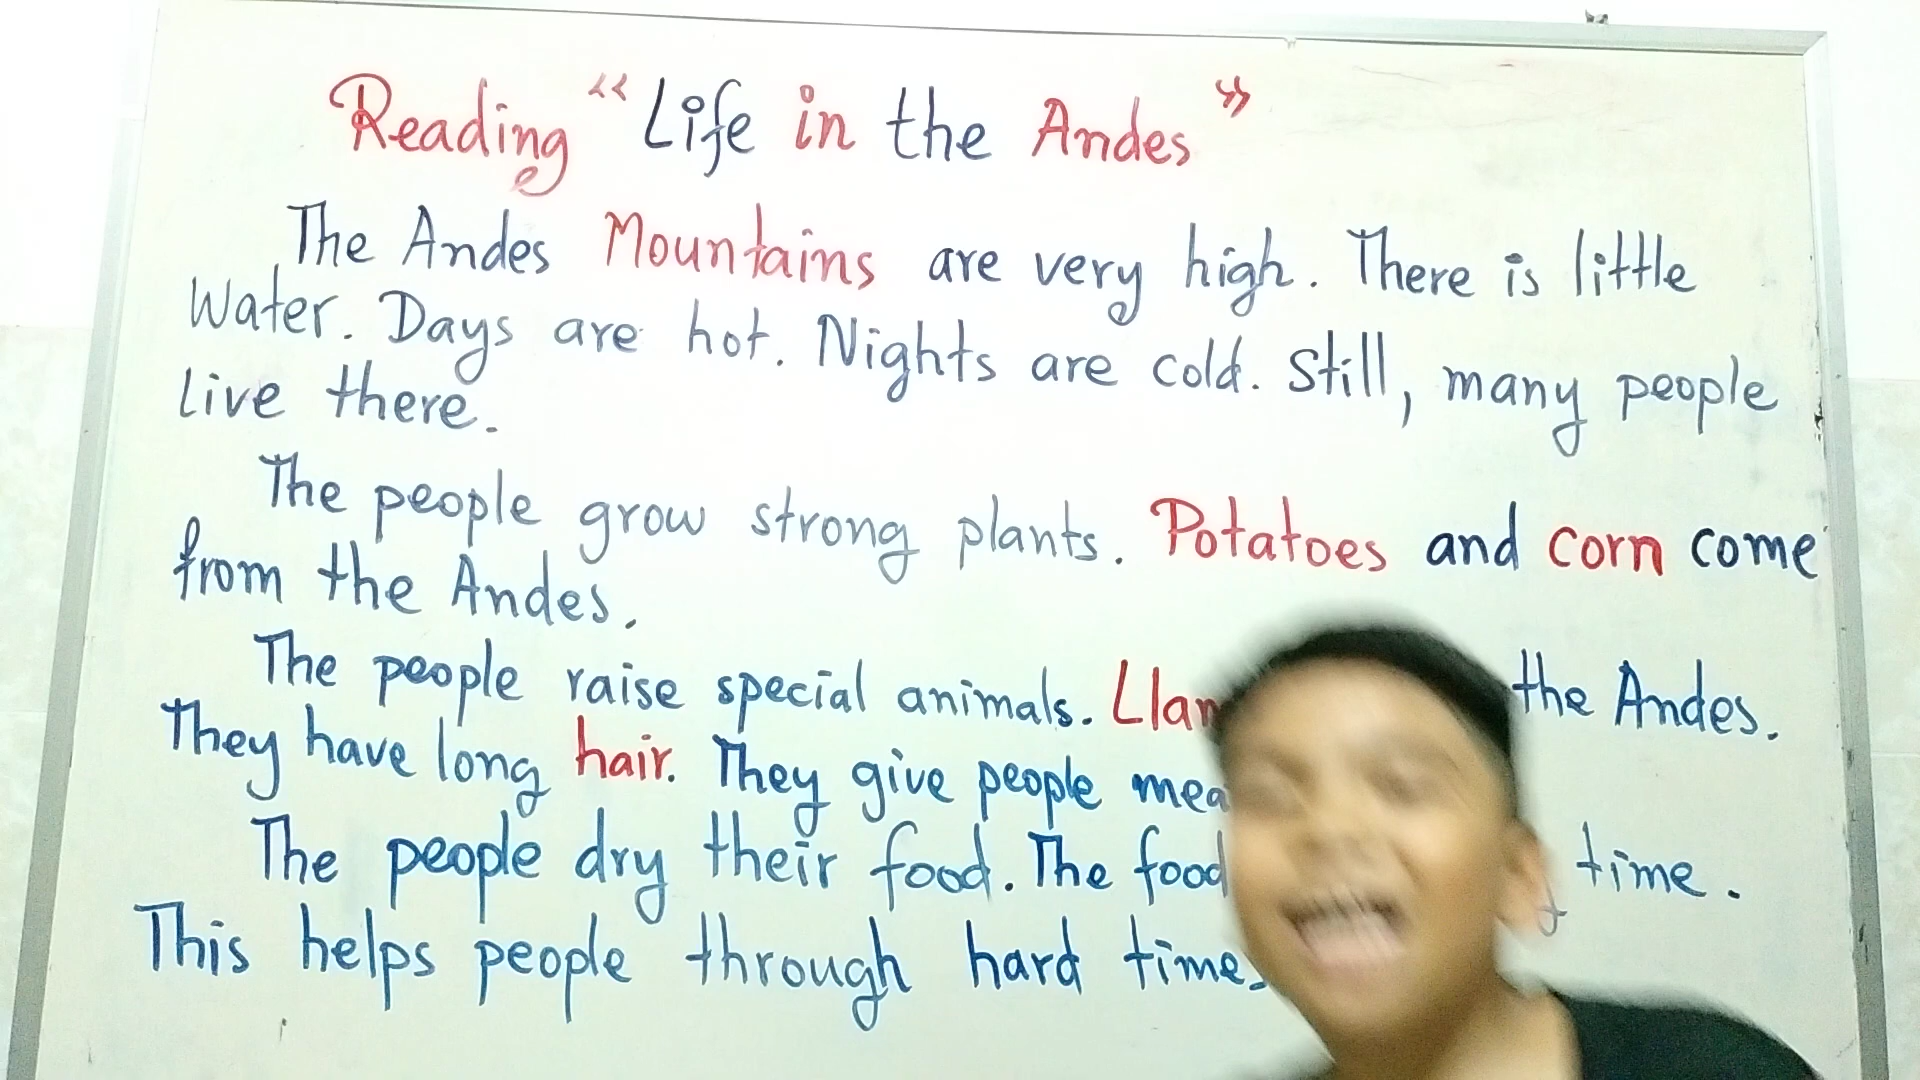 Reading “Life in the Andes”
The Andes Mountains are very high. There is little
Water. Days are hot. Nights are cold. Still, many people
live there.
The people grow strong plants. Potatoes and corn come
from the Andes.
The people raise special animals. the Andes.
They have long hair. They give people
The people dry their food. The food time.
This helps people through hard